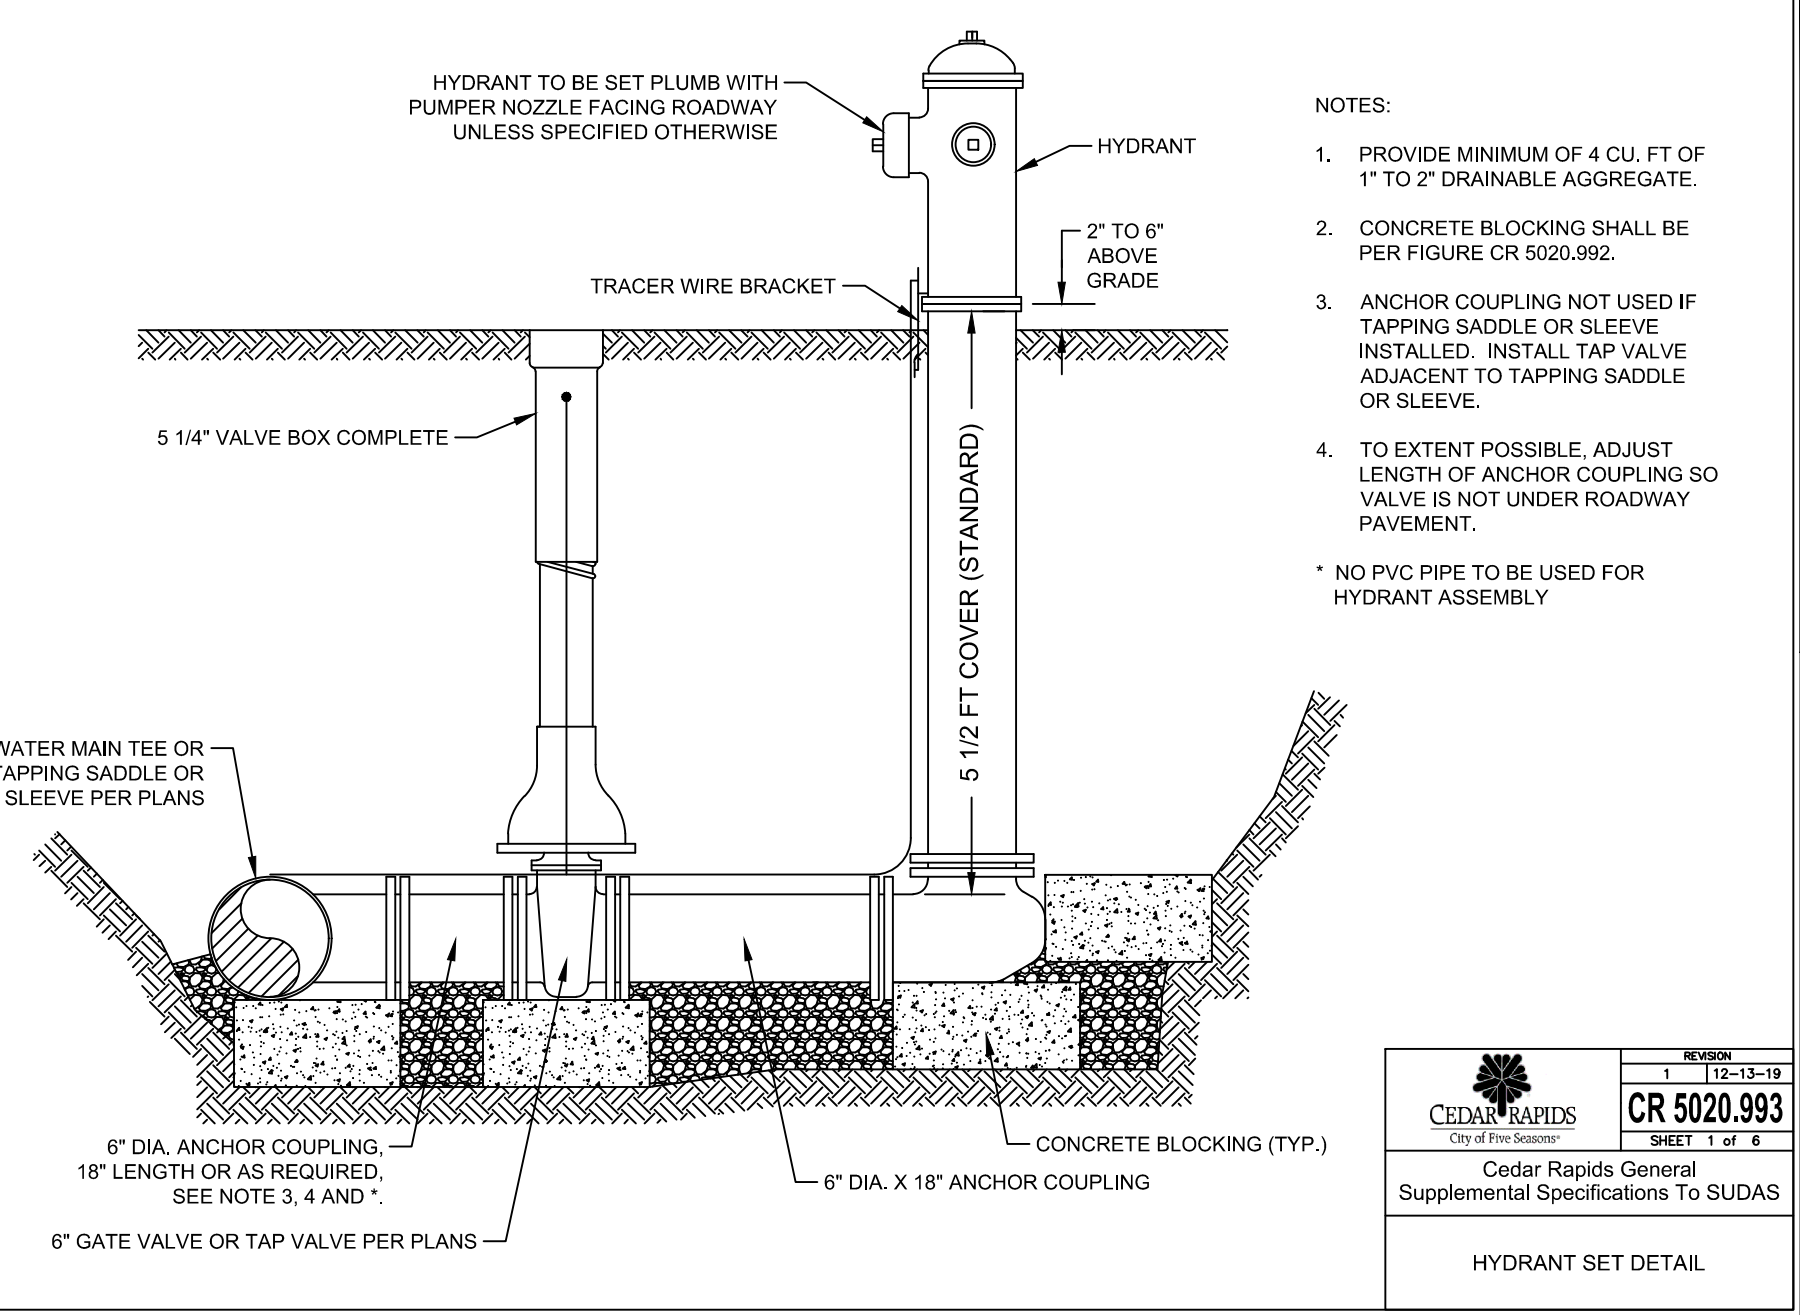 HYDRANT TO BE SET PLUMB WITH
PUMPER NOZZLE FACING ROADWAY
UNLESS SPECIFIED OTHERWISE
HYDRANT
2" TO 6"
ABOVE
GRADE
TRACER WIRE BRACKET
5 1/4" VALVE BOX COMPLETE
5 1/2 FT COVER (STANDARD)
WATER MAIN TEE OR
TAPPING SADDLE OR
SLEEVE PER PLANS
6" DIA. ANCHOR COUPLING,
18" LENGTH OR AS REQUIRED,
SEE NOTE 3, 4 AND *.
6" GATE VALVE OR TAP VALVE PER PLANS
6" DIA. X 18" ANCHOR COUPLING
CONCRETE BLOCKING (TYP.)
NOTES:
1. PROVIDE MINIMUM OF 4 CU. FT OF
1" TO 2" DRAINABLE AGGREGATE.
2. CONCRETE BLOCKING SHALL BE
PER FIGURE CR 5020.992.
3. ANCHOR COUPLING NOT USED IF
TAPPING SADDLE OR SLEEVE
INSTALLED. INSTALL TAP VALVE
ADJACENT TO TAPPING SADDLE
OR SLEEVE.
4. TO EXTENT POSSIBLE, ADJUST
LENGTH OF ANCHOR COUPLING SO
VALVE IS NOT UNDER ROADWAY
PAVEMENT.
* NO PVC PIPE TO BE USED FOR
HYDRANT ASSEMBLY
CEDAR RAPIDS
City of Five Seasons®
REVISION
1 12-13-19
CR 5020.993
SHEET 1 of 6
Cedar Rapids General
Supplemental Specifications To SUDAS
HYDRANT SET DETAIL